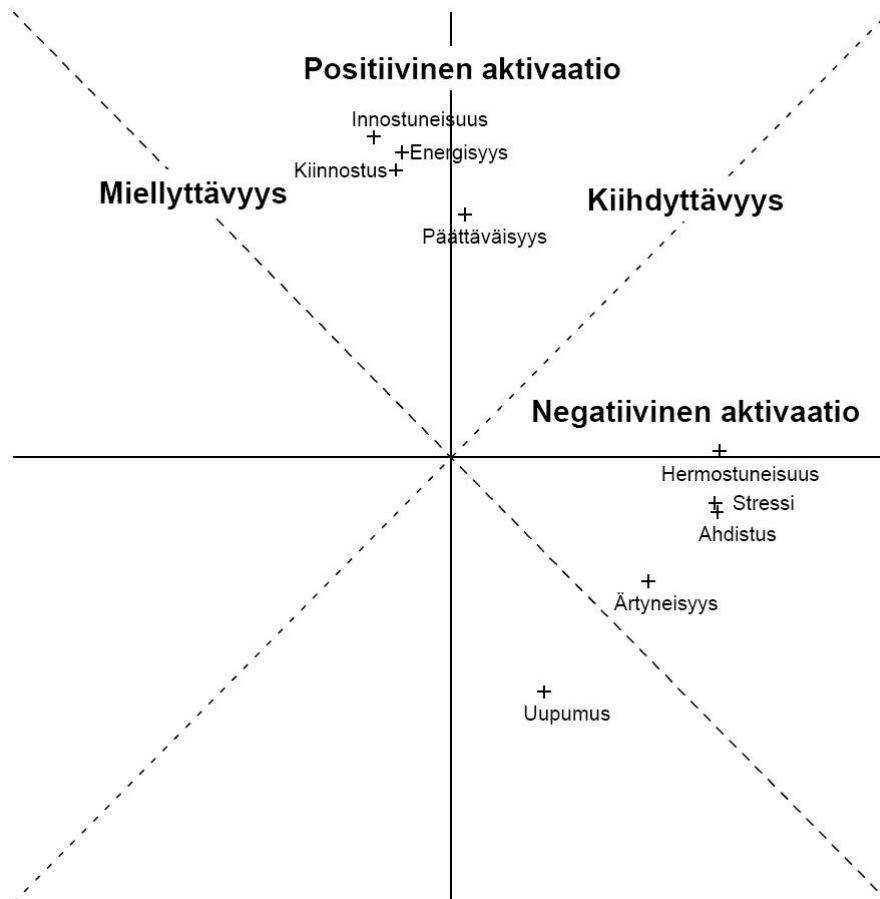 Positiivinen aktivaatio
Innostuneisuus
Energisyys
Kiinnostus
Miellyttävyys
Kiihdyttävyys
Päättäväisyys
Negatiivinen aktivaatio
Hermostuneisuus
Stressi
Ahdistus
Ärtyneisyys
Uupumus